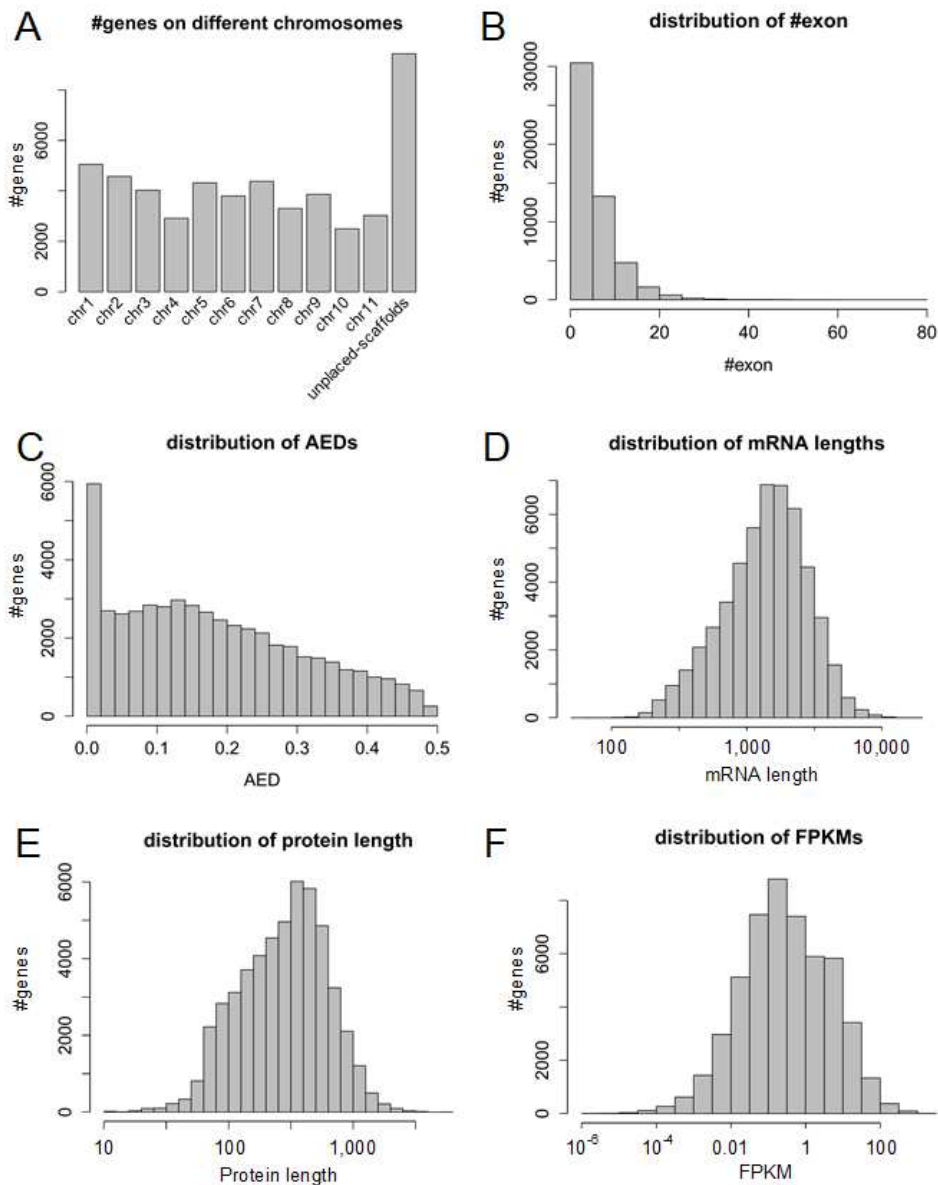 A
#genes on different chromosomes
#genes
0
2000
6000
chr1
chr2
chr3
chr4
chr5
chr6
chr7
chr8
chr9
chr10
chr11
unplaced-scaffolds
B
distribution of #exon
#genes
0
10000
20000
30000
0 20 40 60 80
#exon
C
distribution of AEDs
#genes
0
2000
4000
6000
0.0 0.1 0.2 0.3 0.4 0.5
AED
D
distribution of mRNA lengths
#genes
0
2000
4000
6000
100 1,000 10,000
mRNA length
E
distribution of protein length
#genes
0
2000
4000
6000
10 100 1,000
Protein length
F
distribution of FPKMs
#genes
0
2000
6000
10⁻⁶ 10⁻⁴ 0.01 1 100
FPKM